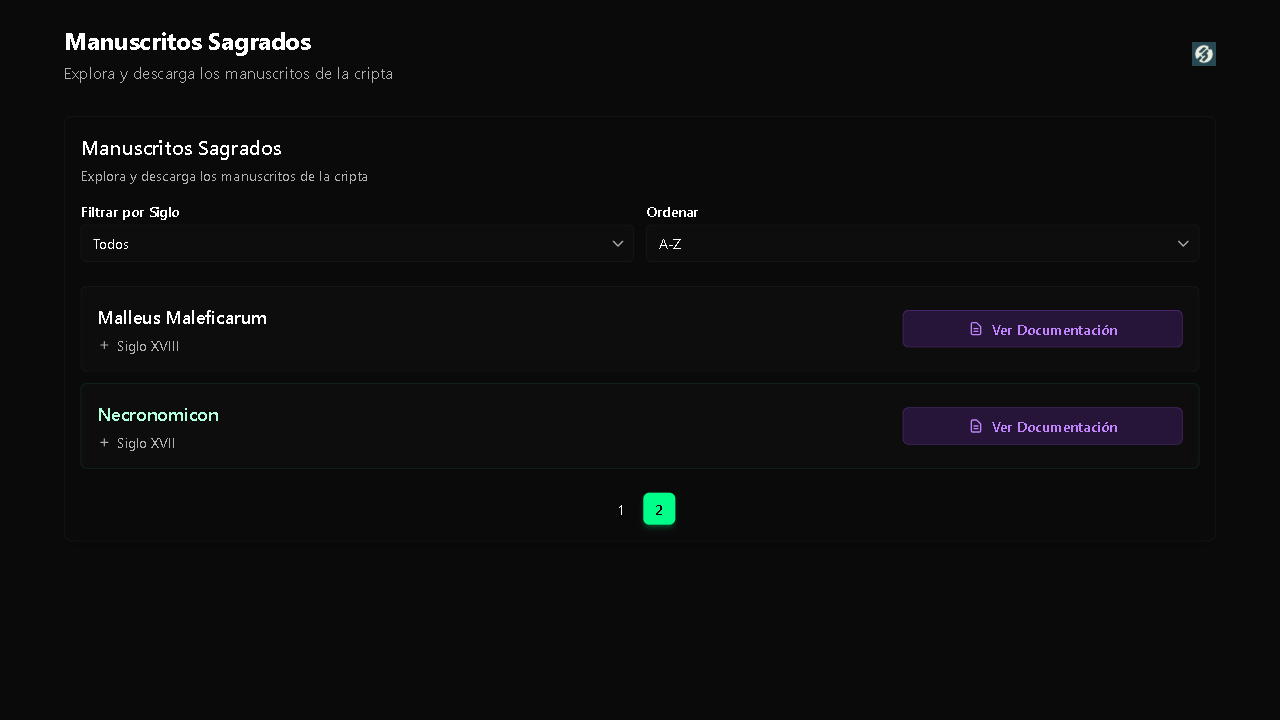 Manuscritos Sagrados
Explora y descarga los manuscritos de la cripta
Manuscritos Sagrados
Explora y descarga los manuscritos de la cripta
Filtrar por Siglo
Ordenar
Todos
A-Z
Malleus Maleficarum
Siglo XVIII
Ver Documentación
Necronomicon
Siglo XVII
Ver Documentación
1 2